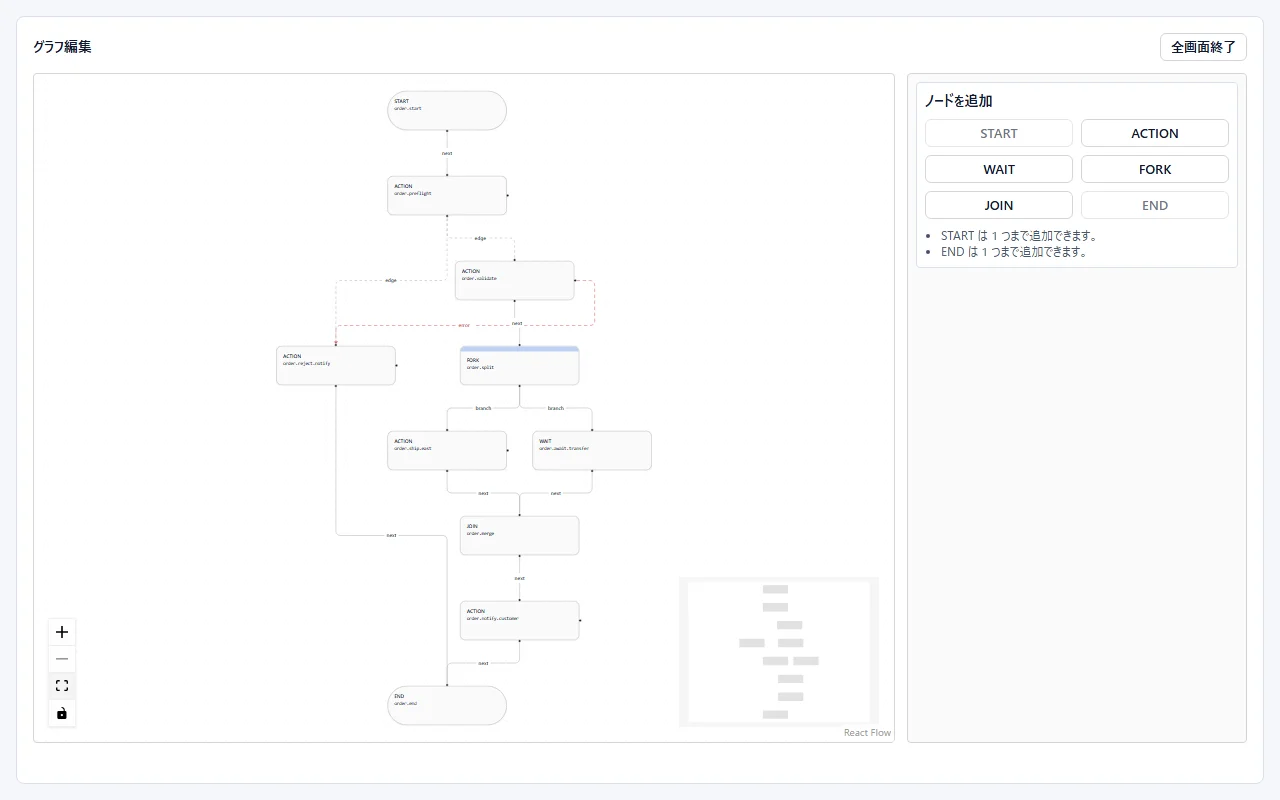 グラフ編集
全画面終了
START
order.start
next
ACTION
order.preflight
edge
ACTION
order.validate
edge
error
next
ACTION
order.reject.notify
FORK
order.split
branch
branch
ACTION
order.ship.east
WAIT
order.await.transfer
next
next
JOIN
order.merge
next
next
ACTION
order.notify.customer
next
END
order.end
React Flow
ノードを追加
START
ACTION
WAIT
FORK
JOIN
END
START は 1 つまで追加できます。
END は 1 つまで追加できます。